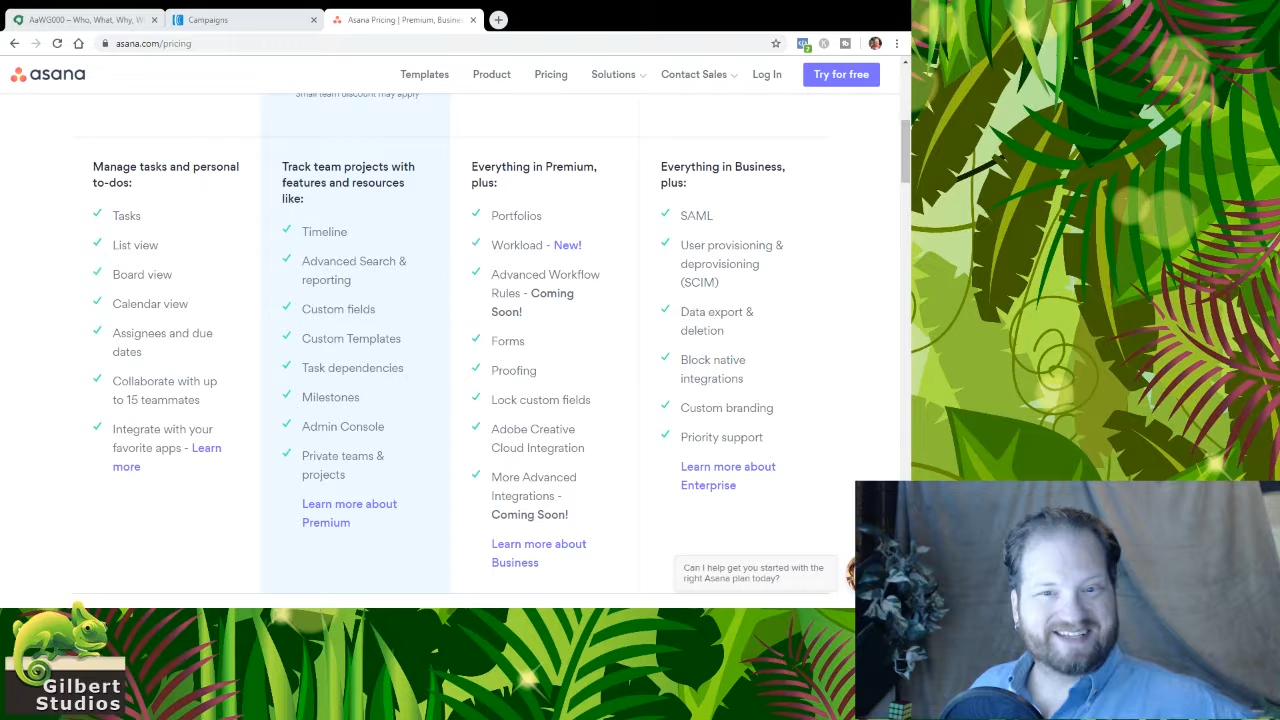 AaWG000 – Who, What, Why, W
Campaigns
Asana Pricing | Premium, Busine
asana.com/pricing
asana
Templates
Product
Pricing
Solutions
Contact Sales
Log In
Try for free
Small team discount may apply
Manage tasks and personal
to-dos:
Tasks
List view
Board view
Calendar view
Assignees and due
dates
Collaborate with up
to 15 teammates
Integrate with your
favorite apps - Learn
more
Track team projects with
features and resources
like:
Timeline
Advanced Search &
reporting
Custom fields
Custom Templates
Task dependencies
Milestones
Admin Console
Private teams &
projects
Learn more about
Premium
Everything in Premium,
plus:
Portfolios
Workload - New!
Advanced Workflow
Rules - Coming
Soon!
Forms
Proofing
Lock custom fields
Adobe Creative
Cloud Integration
More Advanced
Integrations -
Coming Soon!
Learn more about
Business
Everything in Business,
plus:
SAML
User provisioning &
deprovisioning
(SCIM)
Data export &
deletion
Block native
integrations
Custom branding
Priority support
Learn more about
Enterprise
Can I help get you started with the
right Asana plan today?
Gilbert
Studios